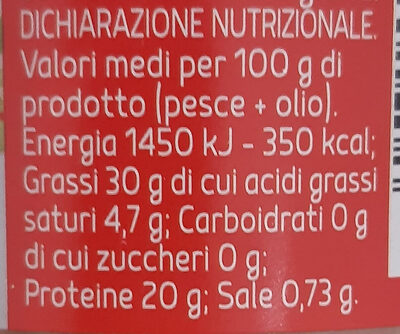 DICHIARAZIONE NUTRIZIONALE.
Valori medi per 100 g di
prodotto (pesce + olio).
Energia 1450 kJ - 350 kcal;
Grassi 30 g di cui acidi grassi
saturi 4,7 g; Carboidrati 0 g
di cui zuccheri 0 g;
Proteine 20 g; Sale 0,73 g.